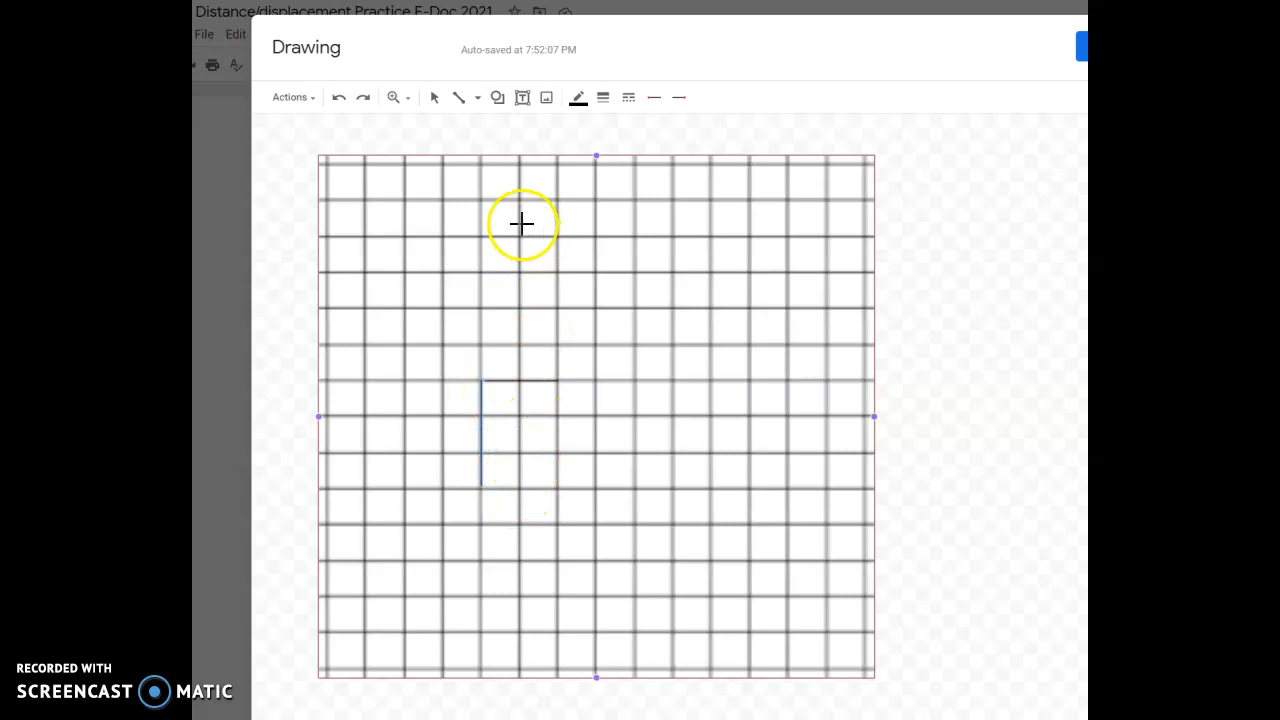 Distance/displacement Practice E-Doc 2021
File Edit
Drawing
Auto-saved at 7:52:07 PM
Actions
RECORDED WITH
SCREENCAST MATIC